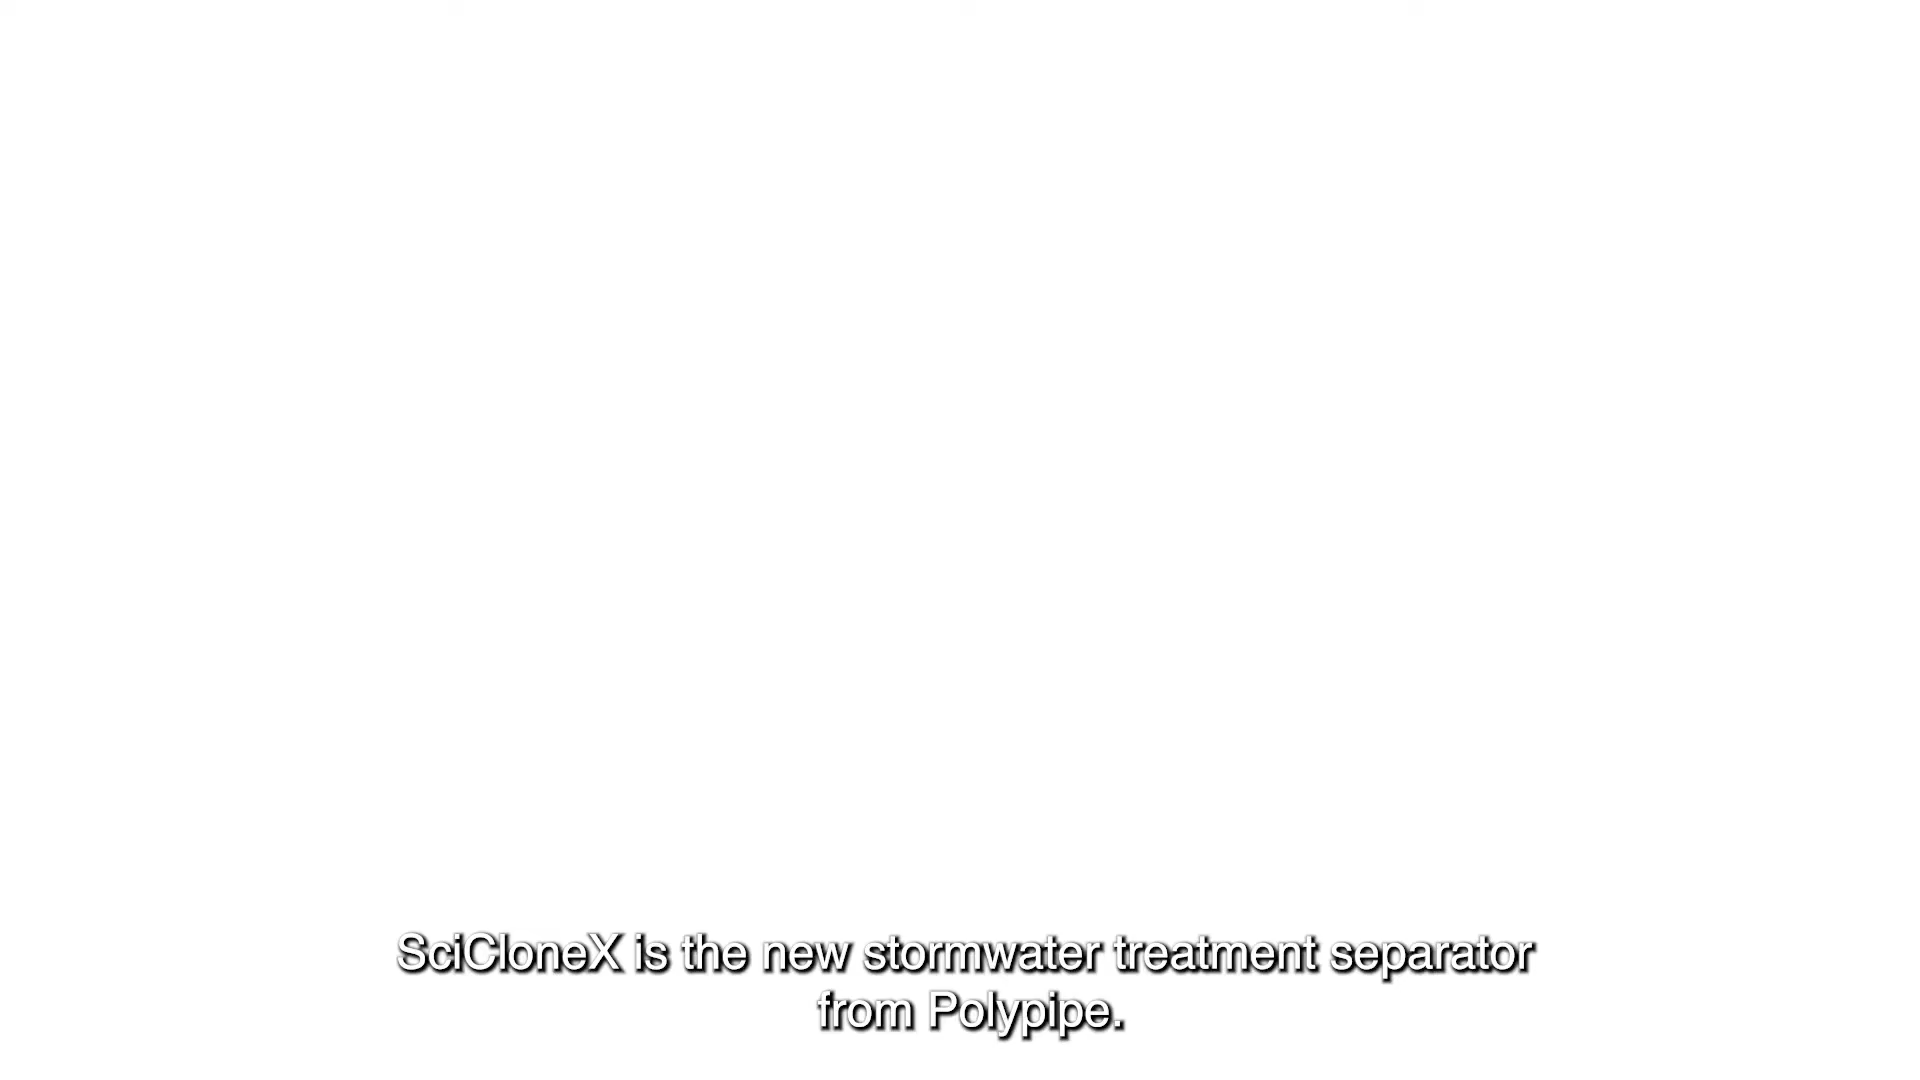 SciCloneX is the new stormwater treatment separator
from Polypipe.